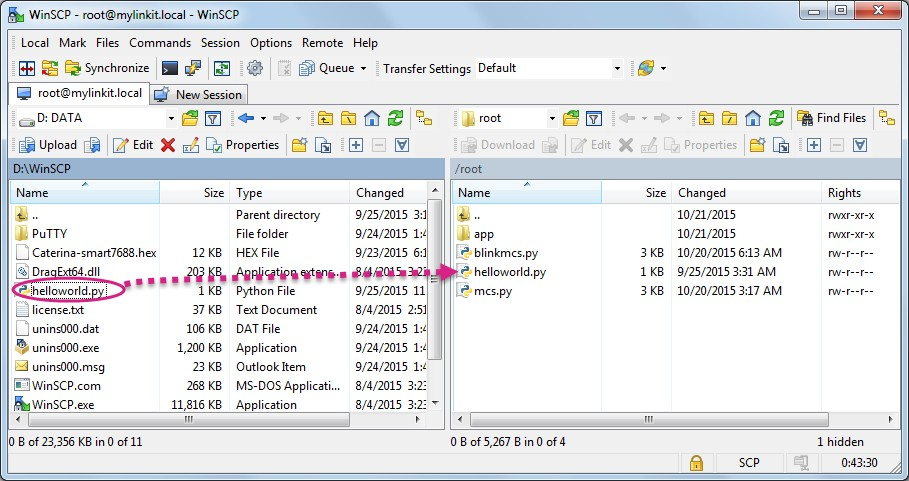 WinSCP - root@mylinkit.local - WinSCP
Local Mark Files Commands Session Options Remote Help
Synchronize Queue Transfer Settings Default
root@mylinkit.local New Session
D: DATA root Find Files
Upload Edit Properties Download Edit Properties
D:\WinSCP /root
Name Size Type Changed Name Size Changed Rights
.. Parent directory 9/25/2015 3:1 .. 10/21/2015 rwxr-xr-x
PuTTY File folder 9/24/2015 1:4 app 10/21/2015 rwxr-xr-x
Caterina-smart7688.hex 12 KB HEX File 9/23/2015 6:1 blinkmcs.py 3 KB 10/20/2015 6:13 AM rw-r--r--
DragExt64.dll 203 KB Application exten... 8/4/2015 3:23 helloworld.py 1 KB 9/25/2015 3:31 AM rw-r--r--
helloworld.py 1 KB Python File 9/25/2015 11 mcs.py 3 KB 10/20/2015 3:17 AM rw-r--r--
license.txt 37 KB Text Document 8/4/2015 2:51
unins000.dat 106 KB DAT File 9/24/2015 1:4
unins000.exe 1,200 KB Application 9/24/2015 1:4
unins000.msg 23 KB Outlook Item 9/24/2015 1:4
WinSCP.com 268 KB MS-DOS Applicati... 8/4/2015 3:23
WinSCP.exe 11,816 KB Application 8/4/2015 3:23
0 B of 23,356 KB in 0 of 11 0 B of 5,267 B in 0 of 4 1 hidden
SCP 0:43:30